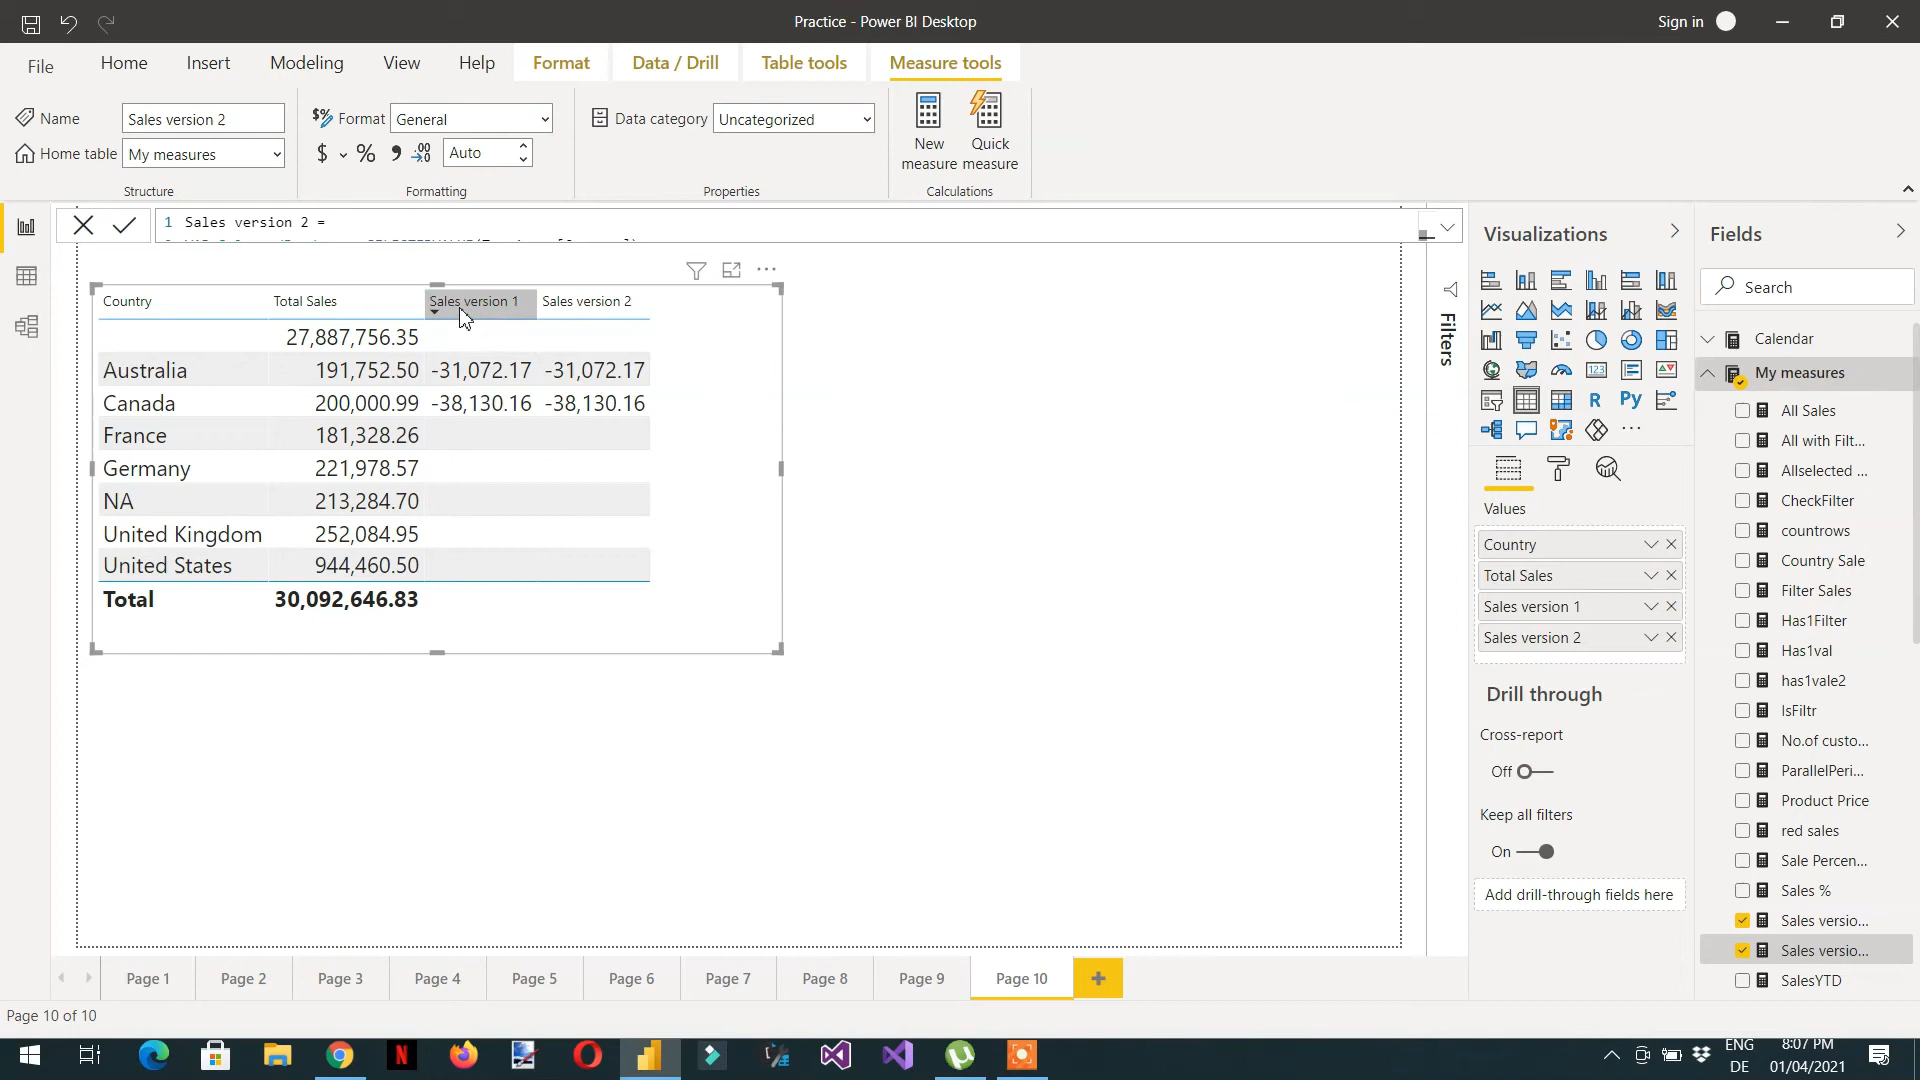 Practice - Power BI Desktop
Sign in
File
Home
Insert
Modeling
View
Help
Format
Data / Drill
Table tools
Measure tools
Name
Sales version 2
Home table
My measures
Structure
Format
General
$
%
Auto
Formatting
Data category
Uncategorized
Properties
New measure
Quick measure
Calculations
1 Sales version 2 =
Country Total Sales Sales version 1 Sales version 2
27,887,756.35
Australia 191,752.50 -31,072.17 -31,072.17
Canada 200,000.99 -38,130.16 -38,130.16
France 181,328.26
Germany 221,978.57
NA 213,284.70
United Kingdom 252,084.95
United States 944,460.50
Total 30,092,646.83
Filters
Visualizations
R
Py
Values
Country
Total Sales
Sales version 1
Sales version 2
Drill through
Cross-report
Off
Keep all filters
On
Add drill-through fields here
Fields
Search
Calendar
My measures
All Sales
All with Filt...
Allselected ...
CheckFilter
countrows
Country Sale
Filter Sales
Has1Filter
Has1val
has1vale2
IsFiltr
No.of custo...
ParallelPeri...
Product Price
red sales
Sale Percen...
Sales %
Sales versio...
Sales versio...
SalesYTD
Page 1
Page 2
Page 3
Page 4
Page 5
Page 6
Page 7
Page 8
Page 9
Page 10
Page 10 of 10
ENG
DE
8:07 PM
01/04/2021